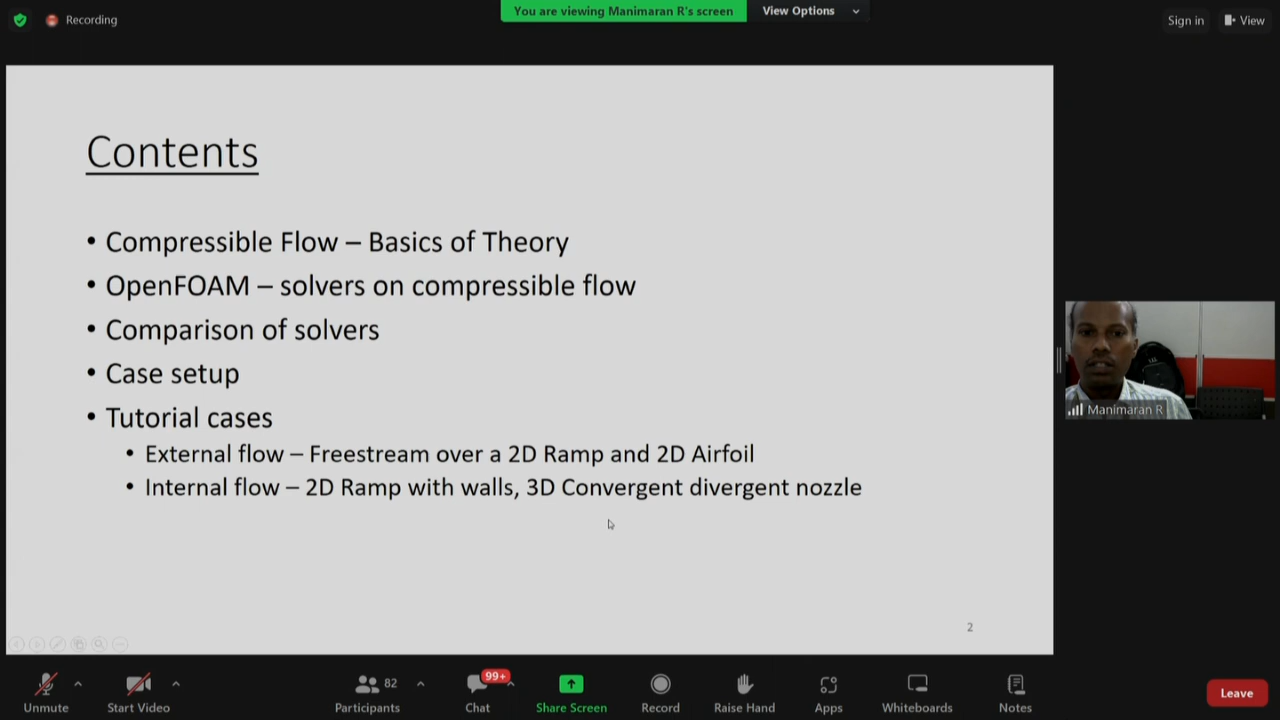 Recording
You are viewing Manimaran R's screen
View Options
Sign in
View
Contents
• Compressible Flow – Basics of Theory
• OpenFOAM – solvers on compressible flow
• Comparison of solvers
• Case setup
• Tutorial cases
• External flow – Freestream over a 2D Ramp and 2D Airfoil
• Internal flow – 2D Ramp with walls, 3D Convergent divergent nozzle
2
Manimaran R
Unmute
Start Video
82
Participants
99+
Chat
Share Screen
Record
Raise Hand
Apps
Whiteboards
Notes
Leave